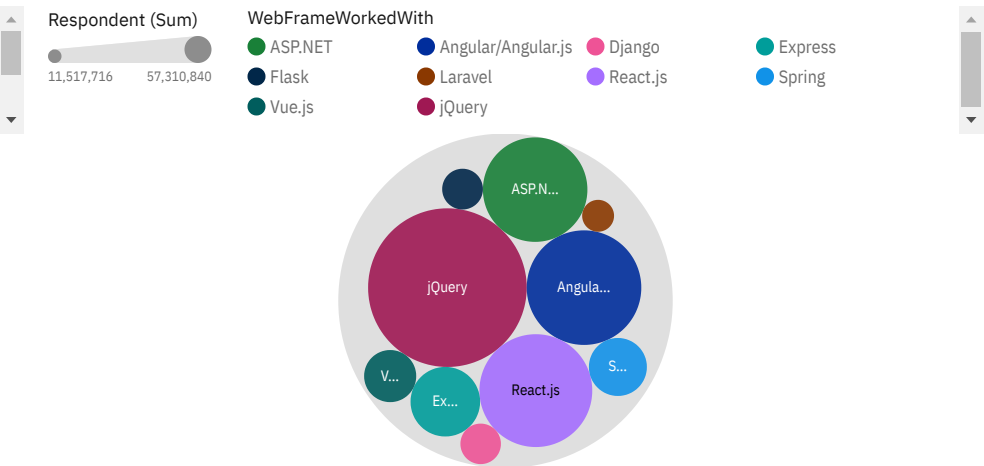 Respondent (Sum)
11,517,716 57,310,840
WebFrameWorkedWith
ASP.NET Angular/Angular.js Django Express
Flask Laravel React.js Spring
Vue.js jQuery
ASP.N...
jQuery
Angula...
S...
V...
React.js
Ex...